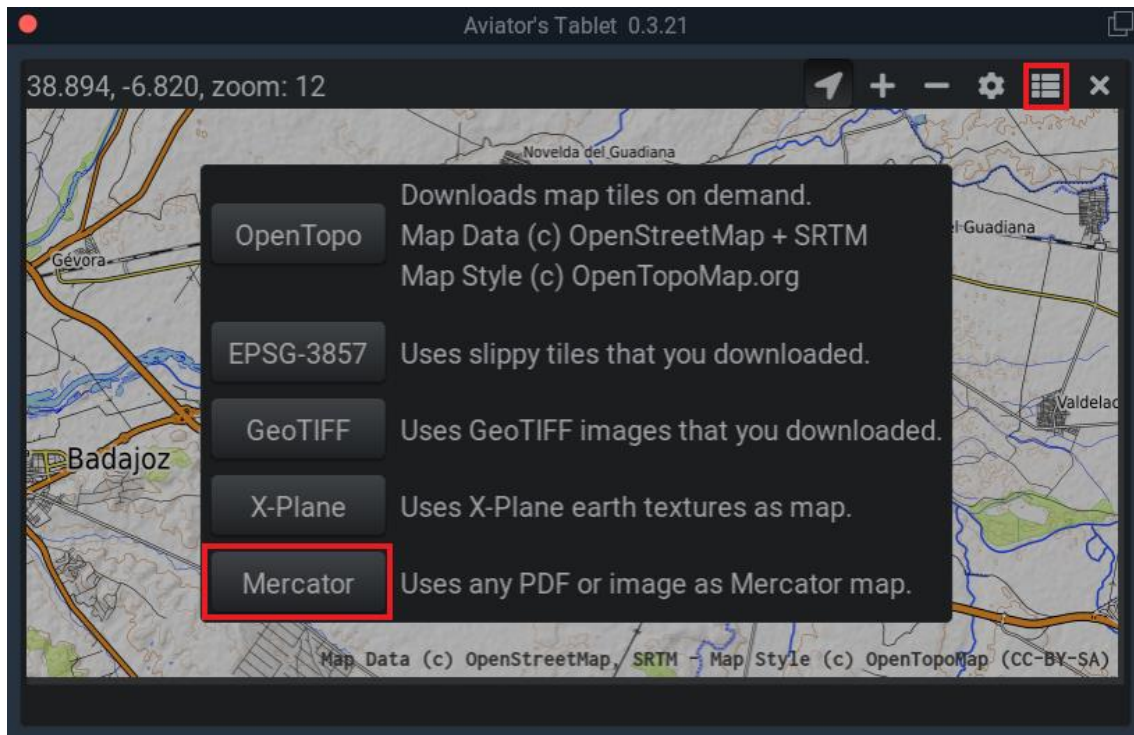 Aviator's Tablet 0.3.21
38.894, -6.820, zoom: 12
Novelda del Guadiana
Downloads map tiles on demand.
OpenTopo
Map Data (c) OpenStreetMap + SRTM
Guadiana
Gévora
Map Style (c) OpenTopoMap.org
EPSG-3857
Uses slippy tiles that you downloaded.
Valdelac
GeoTIFF
Uses GeoTIFF images that you downloaded.
Badajoz
X-Plane
Uses X-Plane earth textures as map.
Mercator
Uses any PDF or image as Mercator map.
Map Data (c) OpenStreetMap, SRTM - Map Style (c) OpenTopoMap (CC-BY-SA)